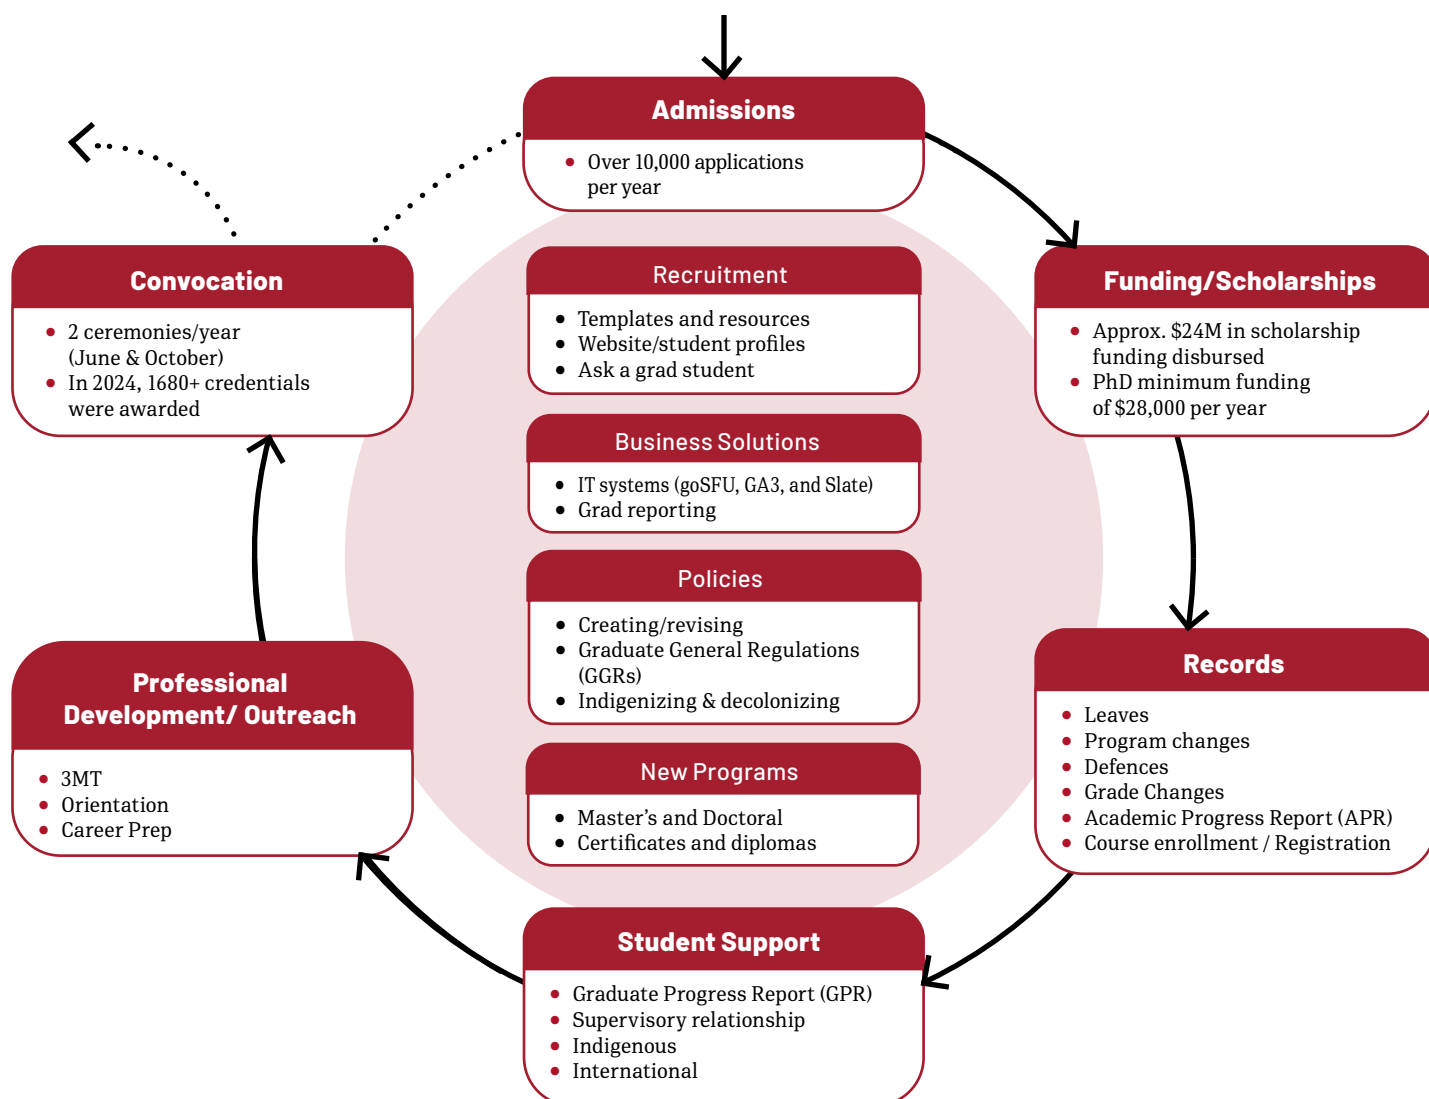 Admissions
Over 10,000 applications
per year
Funding/Scholarships
Approx. $24M in scholarship
funding disbursed
PhD minimum funding
of $28,000 per year
Records
Leaves
Program changes
Defences
Grade Changes
Academic Progress Report (APR)
Course enrollment / Registration
Student Support
Graduate Progress Report (GPR)
Supervisory relationship
Indigenous
International
Professional
Development/ Outreach
3MT
Orientation
Career Prep
Convocation
2 ceremonies/year
(June & October)
In 2024, 1680+ credentials
were awarded
Recruitment
Templates and resources
Website/student profiles
Ask a grad student
Business Solutions
IT systems (goSFU, GA3, and Slate)
Grad reporting
Policies
Creating/revising
Graduate General Regulations
(GGRs)
Indigenizing & decolonizing
New Programs
Master’s and Doctoral
Certificates and diplomas